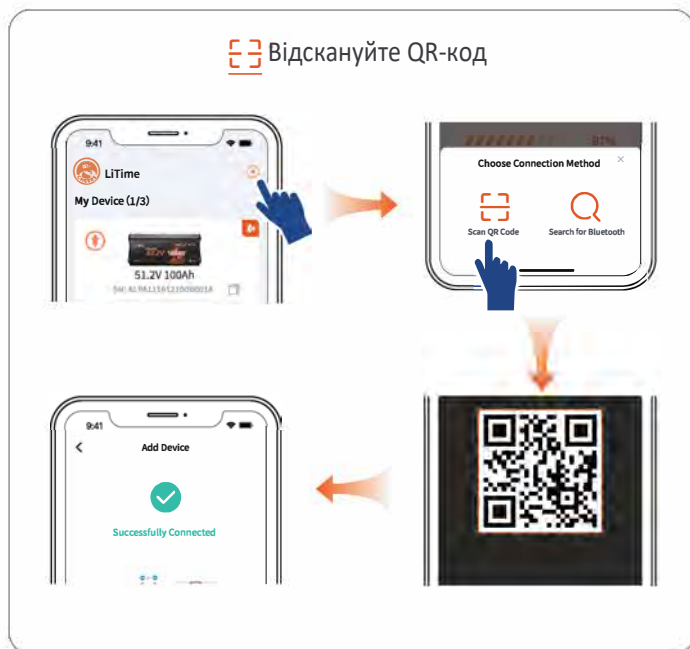 Відскануйте QR-код
9:41
LiTime
My Device (1/3)
51.2V 100Ah
97%
Choose Connection Method
Scan QR Code
Search for Bluetooth
9:41
Add Device
Successfully Connected